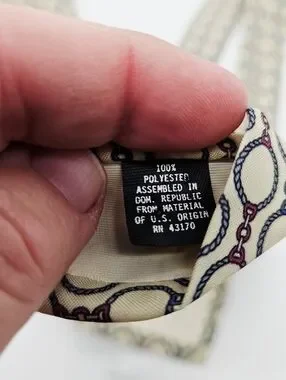 100%
POLYESTER
ASSEMBLED IN
DOM. REPUBLIC
FROM MATERIAL
OF U.S. ORIGIN
RN 43170